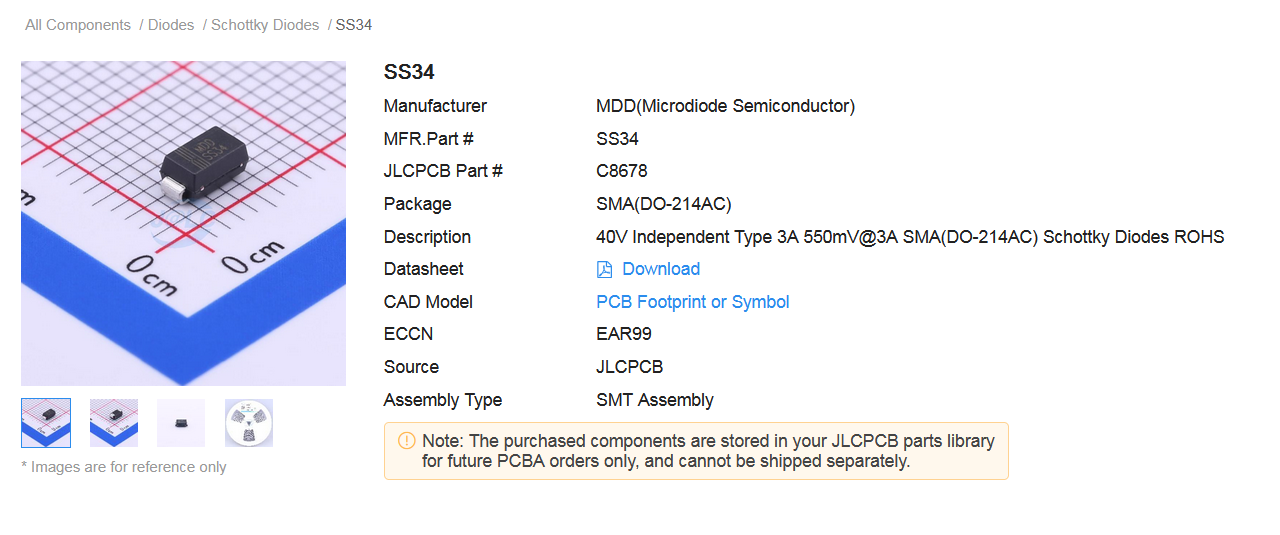 All Components / Diodes / Schottky Diodes / SS34
SS34
Manufacturer MDD(Microdiode Semiconductor)
MFR.Part # SS34
JLCPCB Part # C8678
Package SMA(DO-214AC)
Description 40V Independent Type 3A 550mV@3A SMA(DO-214AC) Schottky Diodes ROHS
Datasheet Download
CAD Model PCB Footprint or Symbol
ECCN EAR99
Source JLCPCB
Assembly Type SMT Assembly
Note: The purchased components are stored in your JLCPCB parts library
for future PCBA orders only, and cannot be shipped separately.
MDD
SS34
0 cm
0 cm
* Images are for reference only